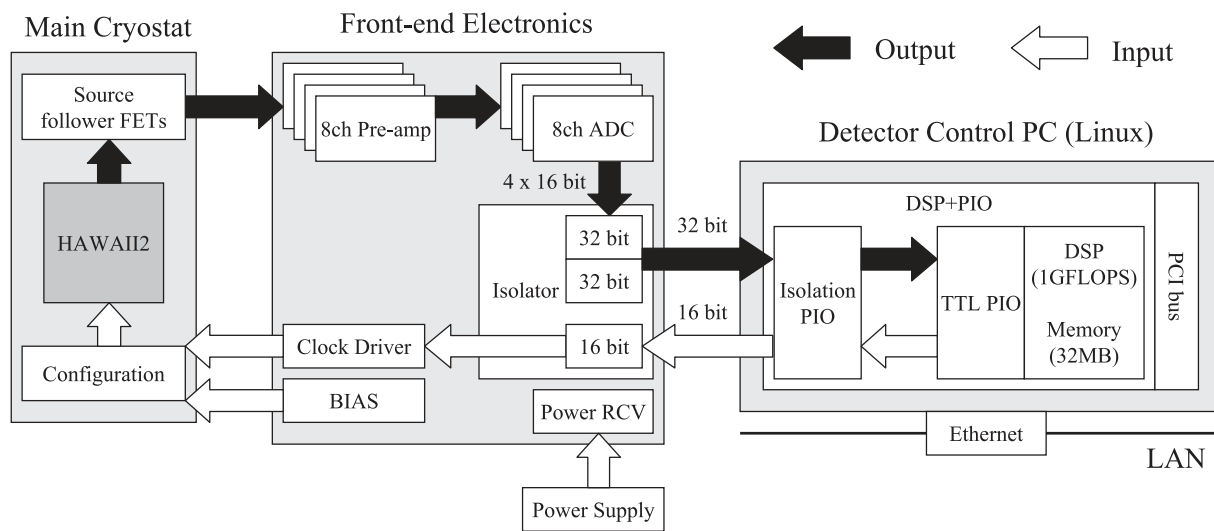 Main Cryostat
Front-end Electronics
Output
Input
Source
follower FETs
8ch Pre-amp
8ch ADC
Detector Control PC (Linux)
4 x 16 bit
HAWAII2
Isolator
32 bit
32 bit
32 bit
16 bit
16 bit
DSP+PIO
Isolation
PIO
TTL PIO
DSP
(1GFLOPS)
Memory
(32MB)
PCI bus
Configuration
Clock Driver
BIAS
Power RCV
Power Supply
Ethernet
LAN